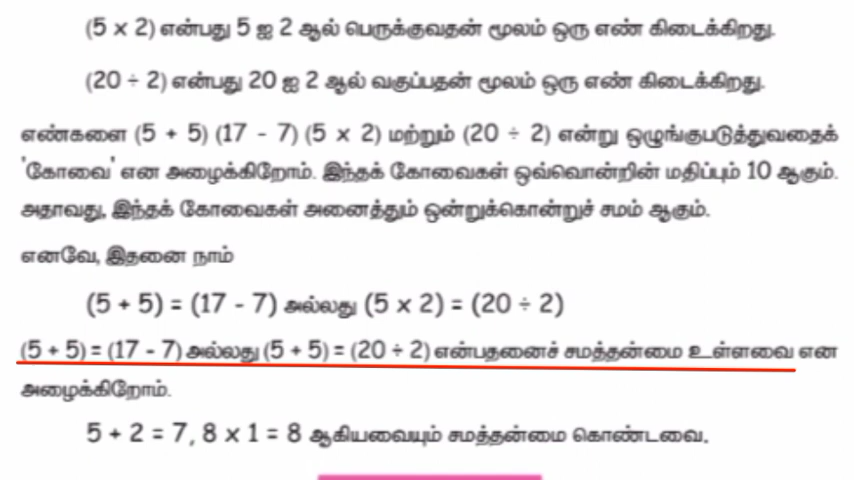 (5 x 2) என்பது 5 ஐ 2 ஆல் பெருக்குவதன் மூலம் ஒரு எண் கிடைக்கிறது.
(20 ÷ 2) என்பது 20 ஐ 2 ஆல் வகுப்பதன் மூலம் ஒரு எண் கிடைக்கிறது.
எண்களை (5 + 5) (17 - 7) (5 x 2) மற்றும் (20 ÷ 2) என்று ஒழுங்குபடுத்துவதைக்
'கோவை' என அழைக்கிறோம். இந்தக் கோவைகள் ஒவ்வொன்றின் மதிப்பும் 10 ஆகும்.
அதாவது, இந்தக் கோவைகள் அனைத்தும் ஒன்றுக்கொன்றுச் சமம் ஆகும்.
எனவே, இதனை நாம்
(5 + 5) = (17 - 7) அல்லது (5 x 2) = (20 ÷ 2)
(5 + 5) = (17 - 7) அல்லது (5 + 5) = (20 ÷ 2) என்பதனைச் சமத்தன்மை உள்ளவை என
அழைக்கிறோம்.
5 + 2 = 7, 8 x 1 = 8 ஆகியவையும் சமத்தன்மை கொண்டவை.